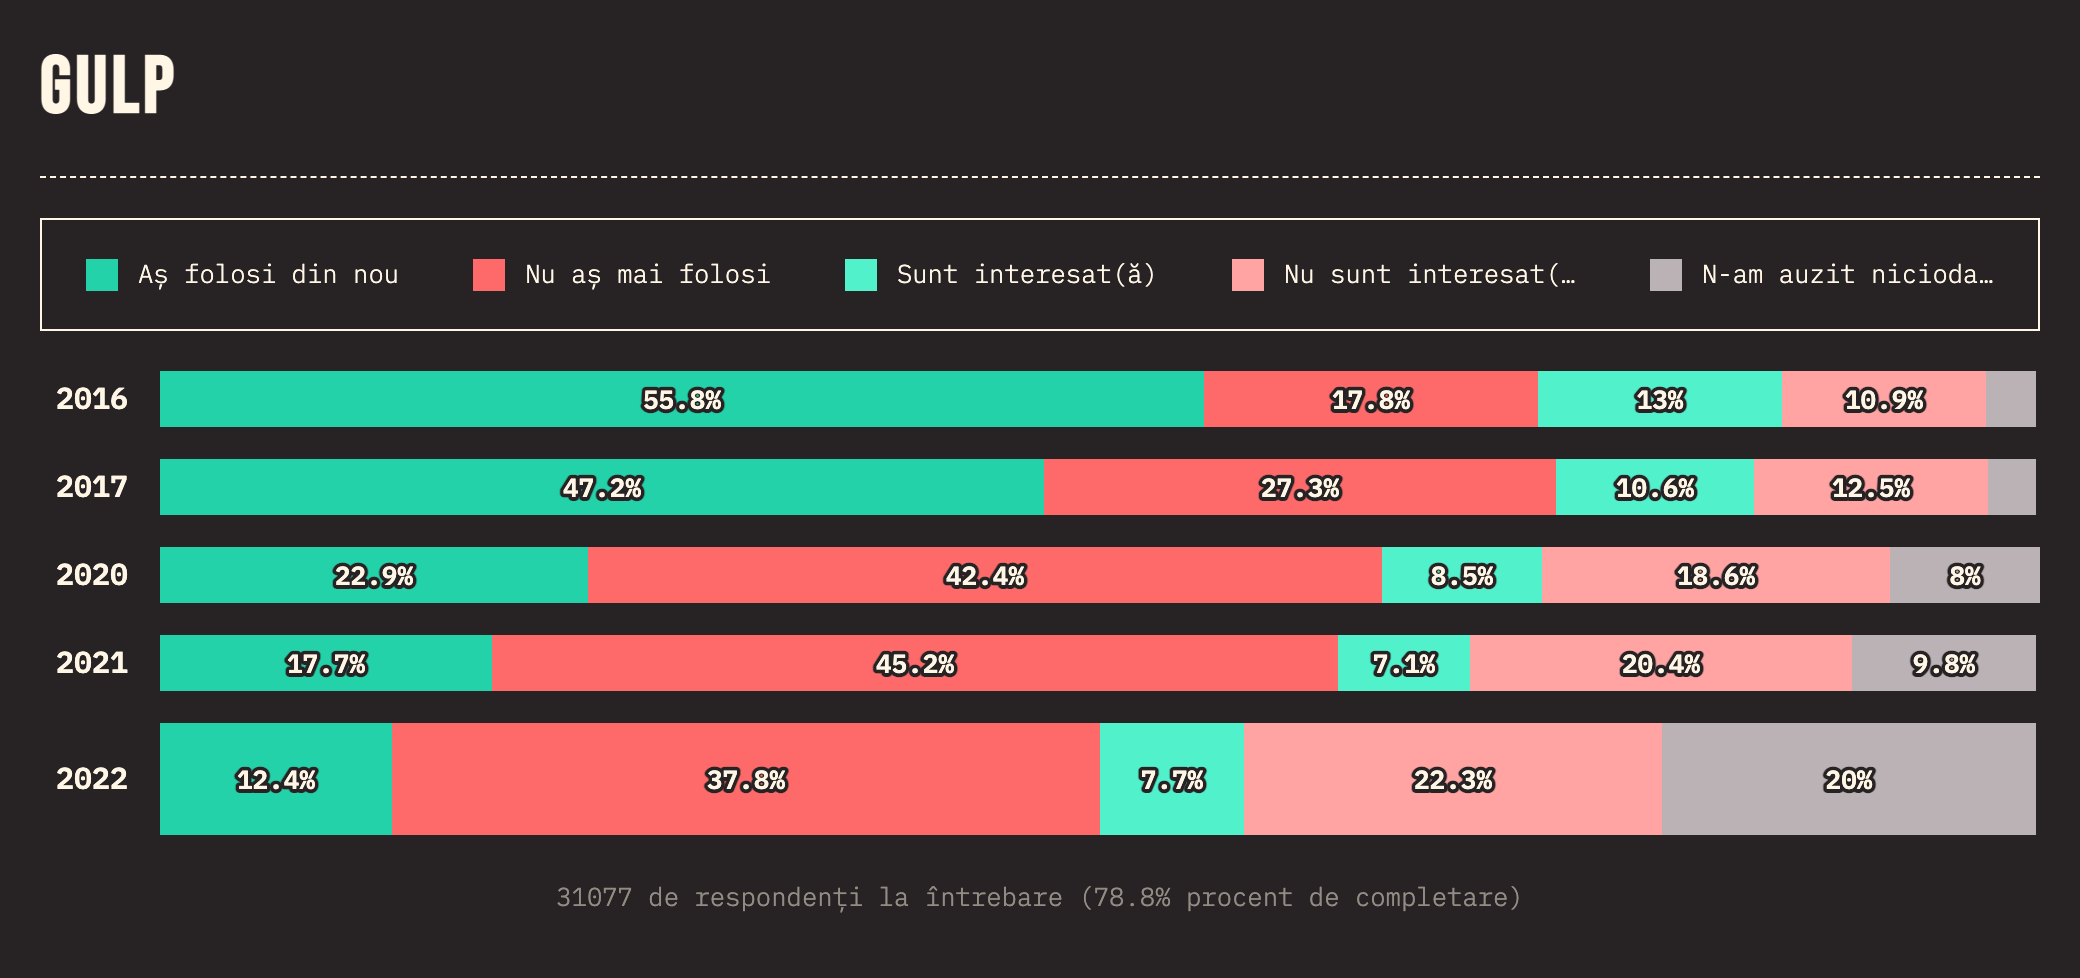 GULP
Aș folosi din nou Nu aș mai folosi Sunt interesat(ă) Nu sunt interesat(… N-am auzit nicioda…
2016 55.8% 17.8% 13% 10.9%
2017 47.2% 27.3% 10.6% 12.5%
2020 22.9% 42.4% 8.5% 18.6% 8%
2021 17.7% 45.2% 7.1% 20.4% 9.8%
2022 12.4% 37.8% 7.7% 22.3% 20%
31077 de respondenți la întrebare (78.8% procent de completare)